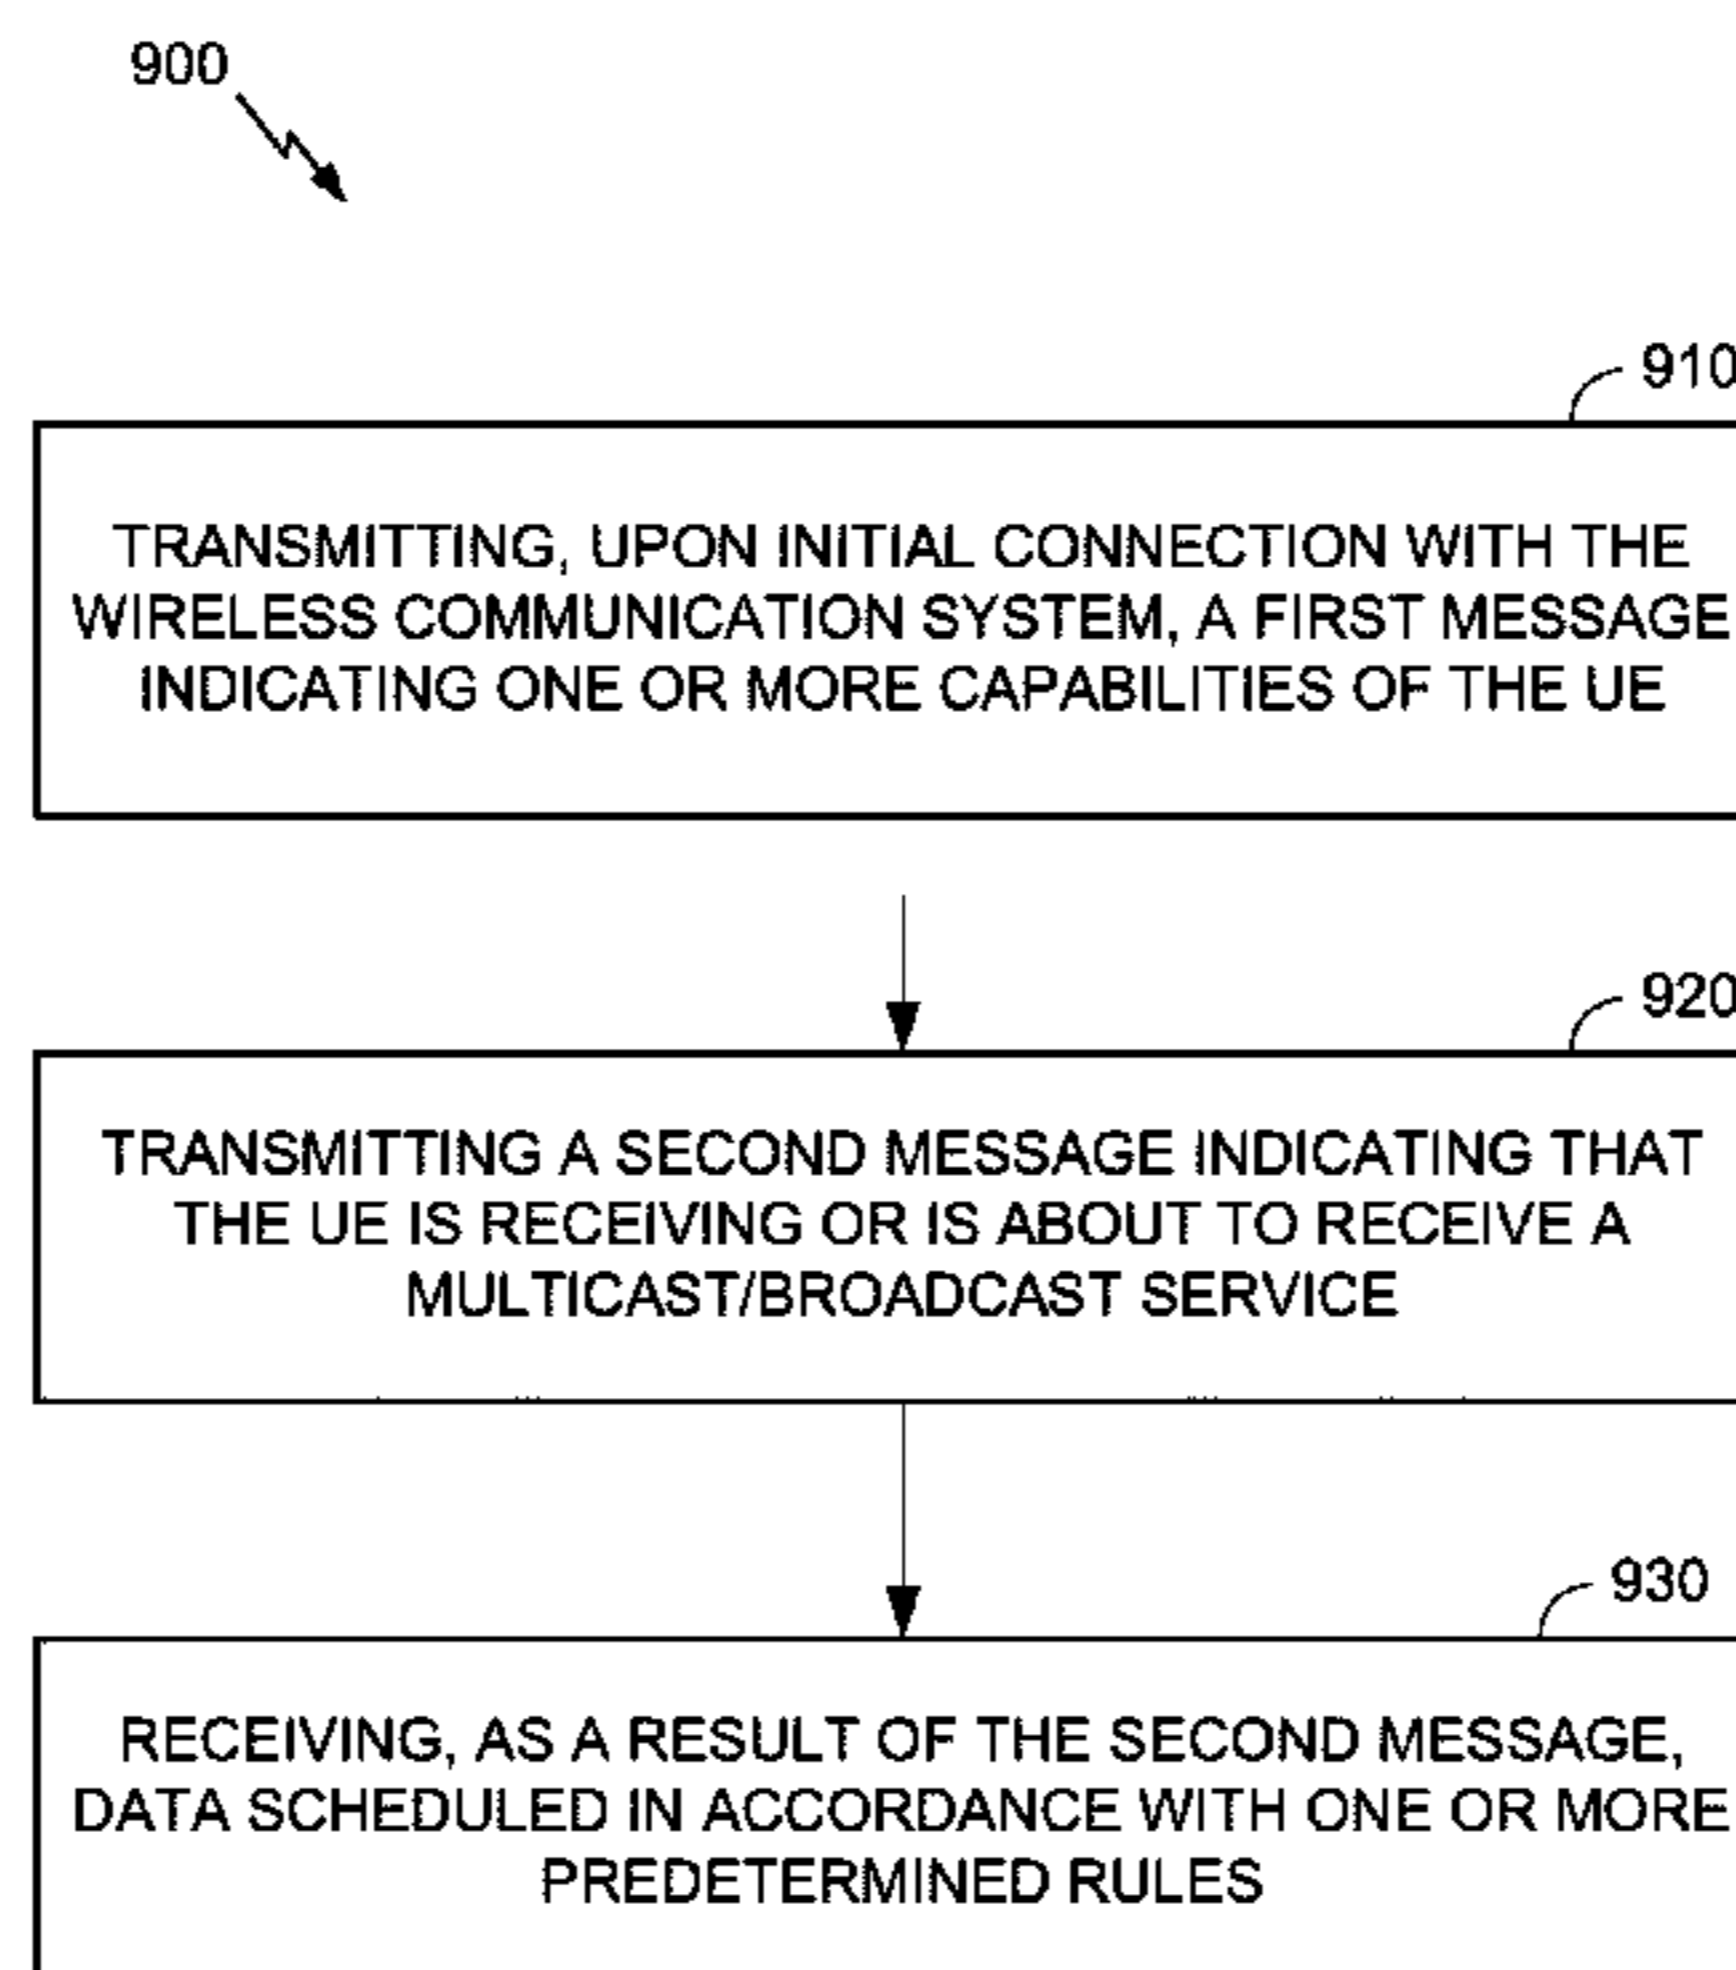 900
910
TRANSMITTING, UPON INITIAL CONNECTION WITH THE
WIRELESS COMMUNICATION SYSTEM, A FIRST MESSAGE
INDICATING ONE OR MORE CAPABILITIES OF THE UE
920
TRANSMITTING A SECOND MESSAGE INDICATING THAT
THE UE IS RECEIVING OR IS ABOUT TO RECEIVE A
MULTICAST/BROADCAST SERVICE
930
RECEIVING, AS A RESULT OF THE SECOND MESSAGE,
DATA SCHEDULED IN ACCORDANCE WITH ONE OR MORE
PREDETERMINED RULES